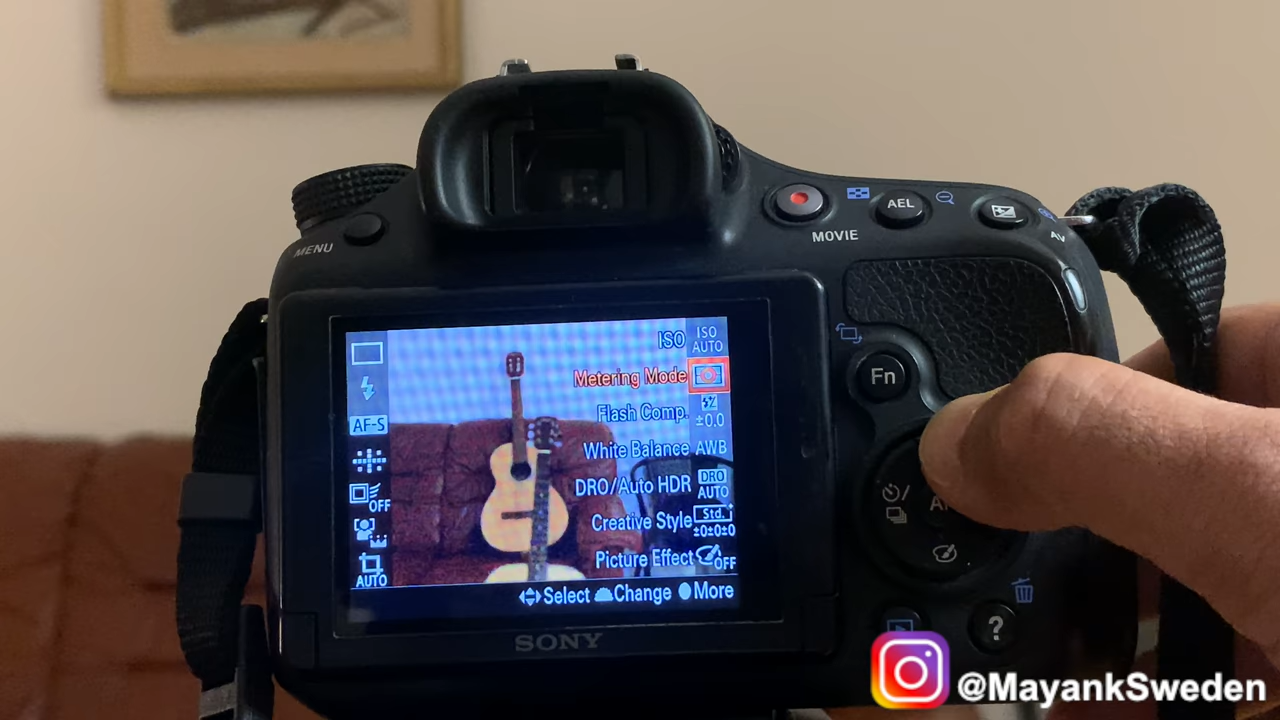 MENU
MOVIE
AEL
AV
Fn
ISO ISO AUTO
Metering Mode
Flash Comp. ±0.0
White Balance AWB
DRO/Auto HDR DRO AUTO
Creative Style Std. ±0±0±0
Picture Effect OFF
AF-S
OFF
AUTO
Select Change More
SONY
?
@MayankSweden